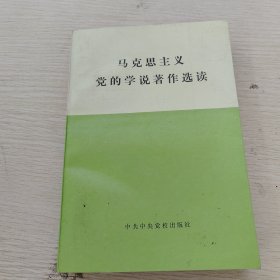 马克思主义
党的学说著作选读
中共中央党校出版社